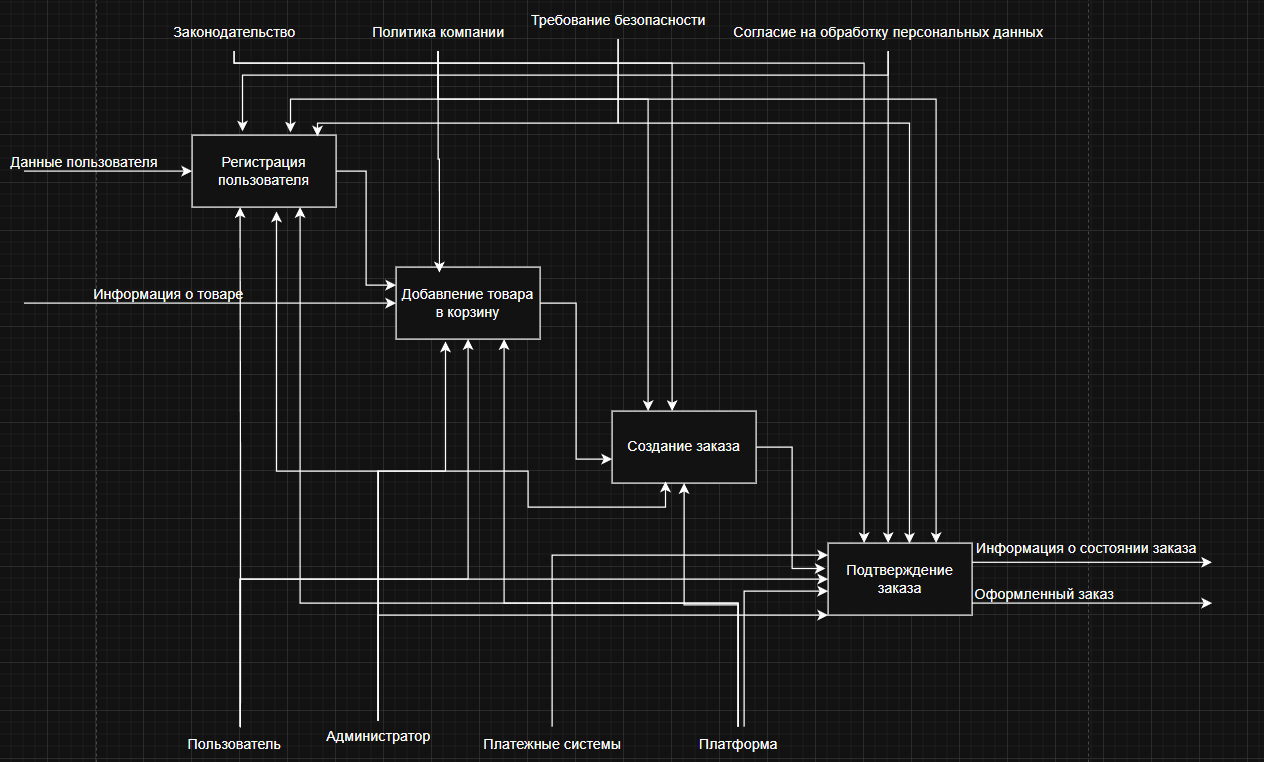 Требование безопасности
Законодательство
Политика компании
Согласие на обработку персональных данных
Данные пользователя
Регистрация
пользователя
Информация о товаре
Добавление товара
в корзину
Создание заказа
Информация о состоянии заказа
Подтверждение
заказа
Оформленный заказ
Пользователь
Администратор
Платежные системы
Платформа